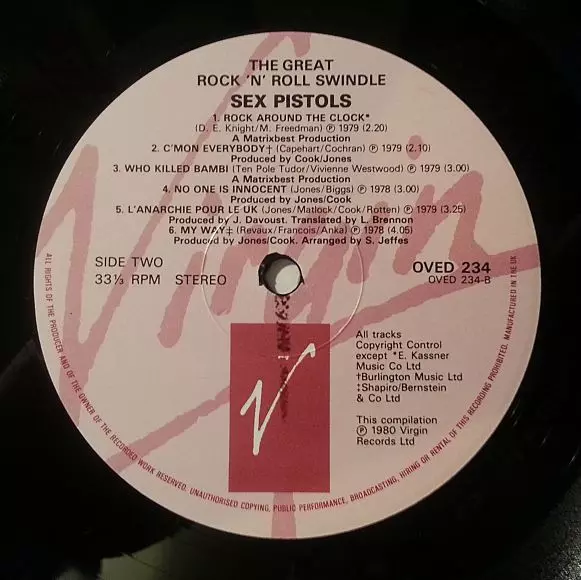 THE GREAT
ROCK 'N' ROLL SWINDLE
SEX PISTOLS
1. ROCK AROUND THE CLOCK*
(D. E. Knight/M. Freedman) ℗ 1979 (2.20)
A Matrixbest Production
2. C'MON EVERYBODY† (Capehart/Cochran) ℗ 1979 (2.10)
Produced by Cook/Jones
3. WHO KILLED BAMBI (Ten Pole Tudor/Vivienne Westwood) ℗ 1979 (3.00)
A Matrixbest Production
4. NO ONE IS INNOCENT (Jones/Biggs) ℗ 1978 (3.00)
Produced by Jones/Cook
5. L'ANARCHIE POUR LE UK (Jones/Matlock/Cook/Rotten) ℗ 1979 (3.25)
Produced by J. Davoust. Translated by L. Brennon
6. MY WAY‡ (Revaux/Francois/Anka) ℗ 1978 (4.05)
Produced by Jones/Cook. Arranged by S. Jeffes
SIDE TWO
33⅓ RPM STEREO
OVED 234
OVED 234-B
Virgin
V
All tracks
Copyright Control
except *E. Kassner
Music Co Ltd
†Burlington Music Ltd
‡Shapiro/Bernstein
& Co Ltd
This compilation
℗ 1980 Virgin
Records Ltd
ALL RIGHTS OF THE PRODUCER AND OF THE OWNER OF THE RECORDED WORK RESERVED. UNAUTHORISED COPYING, PUBLIC PERFORMANCE, BROADCASTING, HIRING OR RENTAL OF THIS RECORDING PROHIBITED. MANUFACTURED IN THE UK